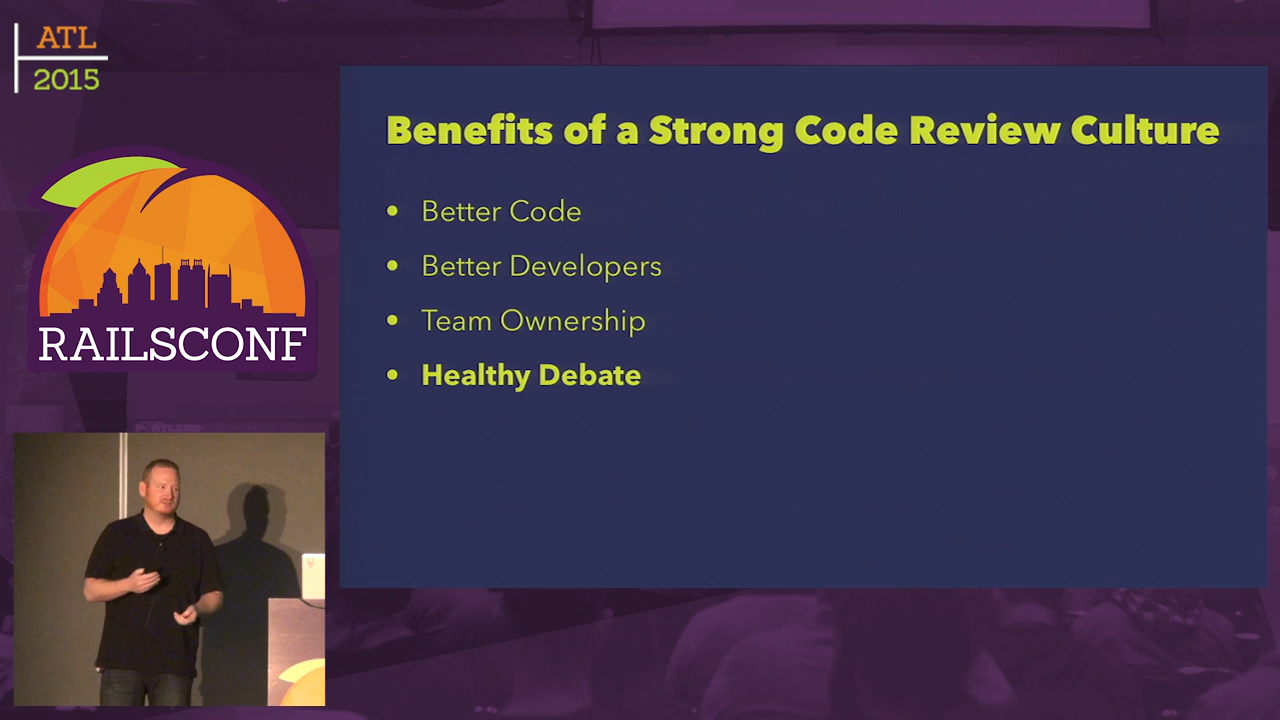 ATL
2015
RAILSCONF
Benefits of a Strong Code Review Culture
• Better Code
• Better Developers
• Team Ownership
• Healthy Debate